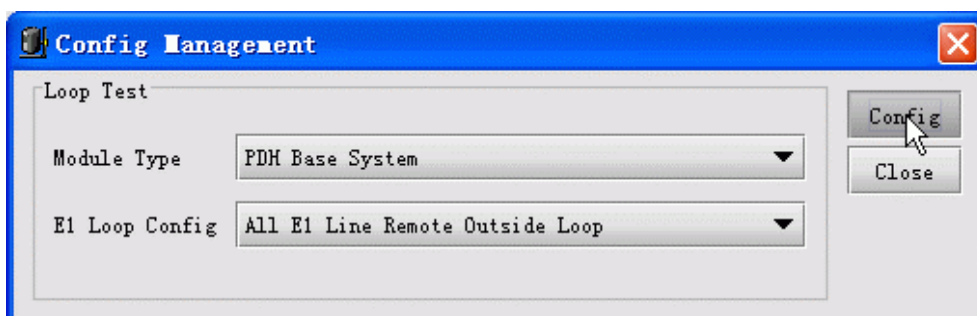 Config Management
Loop Test
Module Type PDH Base System
E1 Loop Config All E1 Line Remote Outside Loop
Config
Close